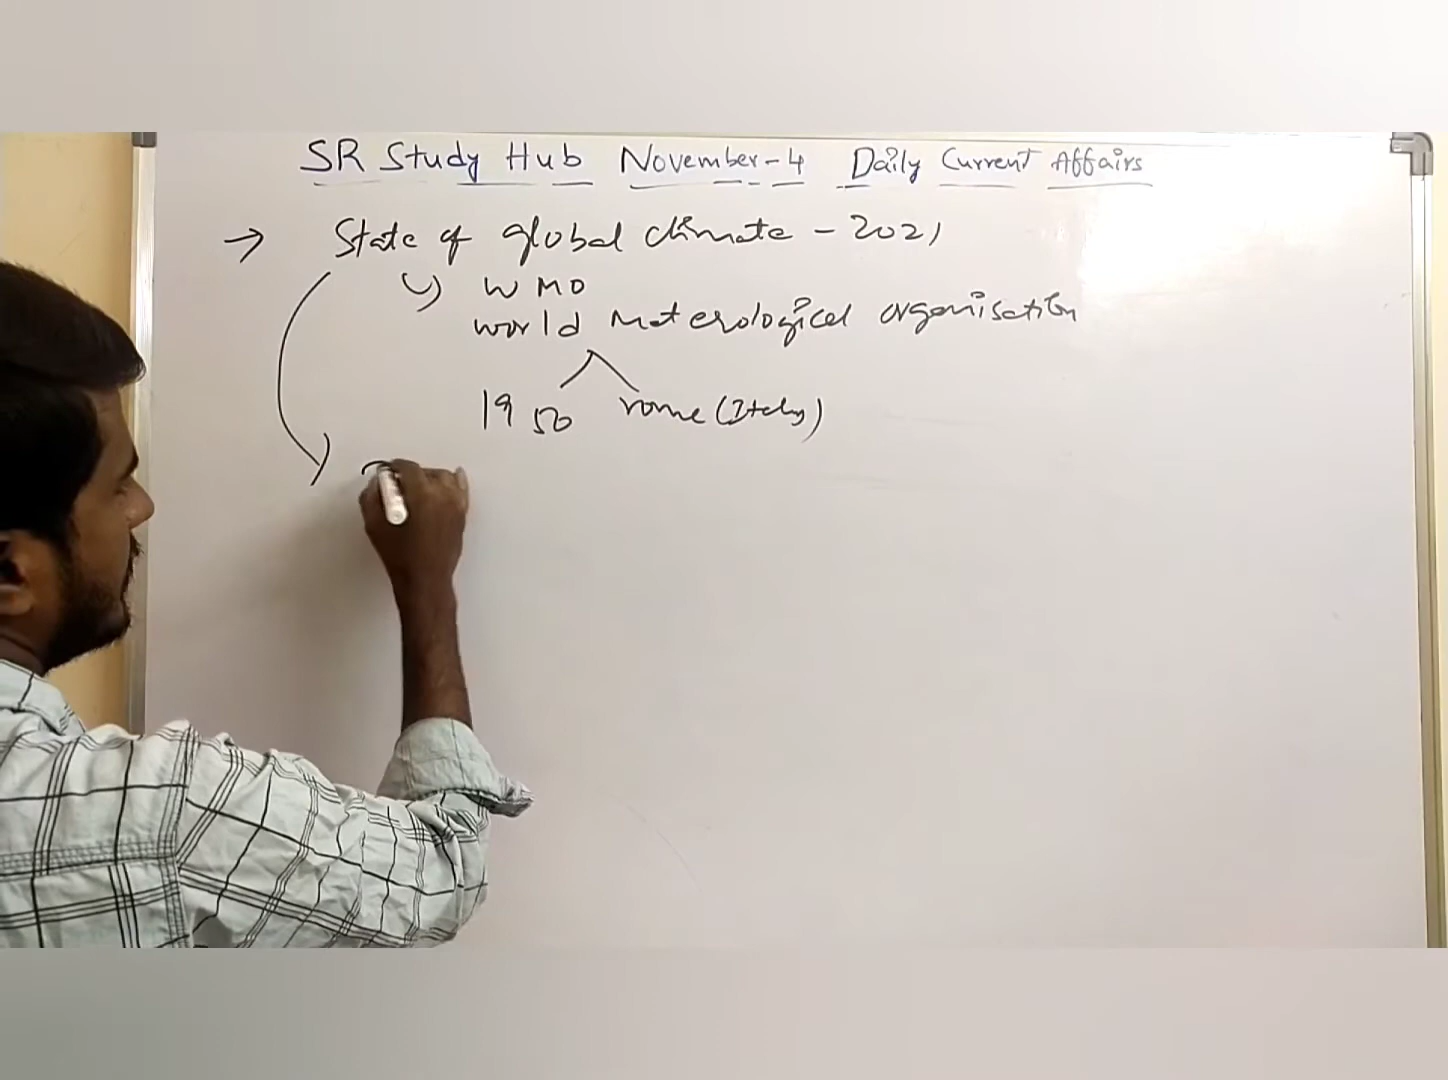 SR Study Hub November-4 Daily Current Affairs
→ State of global climate - 2021
WMO
world Meterological organisation
1950 rome (Italy)